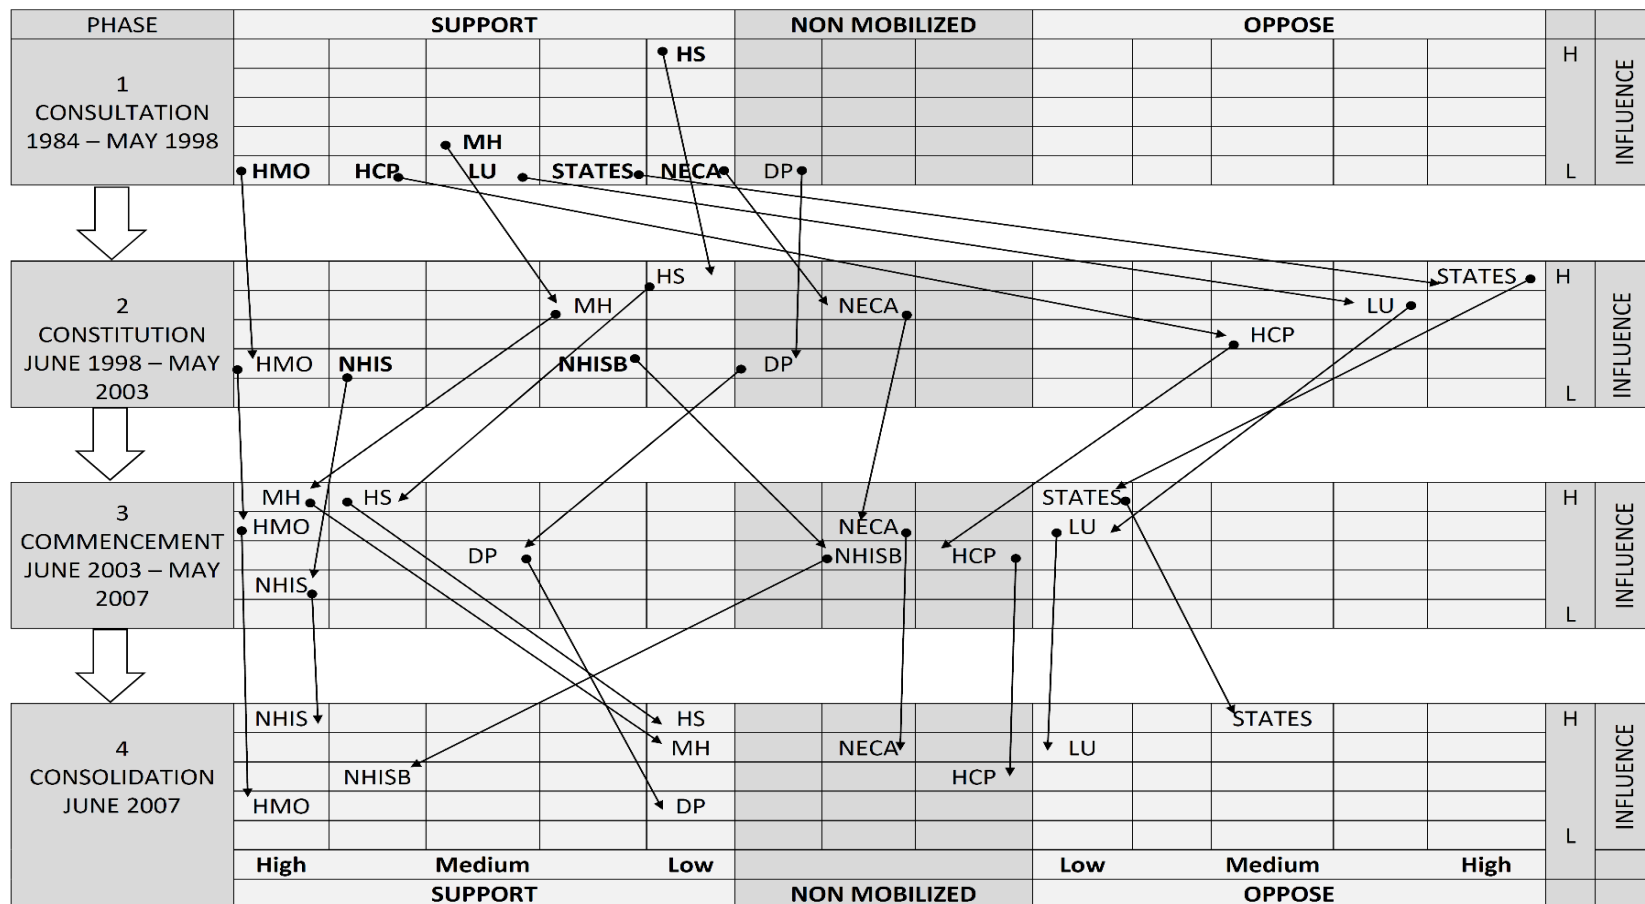 PHASE SUPPORT NON MOBILIZED OPPOSE
HS H
1
CONSULTATION
1984 – MAY 1998
INFLUENCE
MH
HMO HCP LU STATES NECA DP L
HS STATES H
2
CONSTITUTION
JUNE 1998 – MAY
2003
INFLUENCE
MH NECA LU
HCP
HMO NHIS NHISB DP
L
MH HS STATES H
3
COMMENCEMENT
JUNE 2003 – MAY
2007
INFLUENCE
HMO NECA LU
DP NHISB HCP
NHIS
L
NHIS HS STATES H
4
CONSOLIDATION
JUNE 2007
INFLUENCE
MH NECA LU
NHISB HCP
HMO DP
L
High Medium Low Low Medium High
SUPPORT NON MOBILIZED OPPOSE